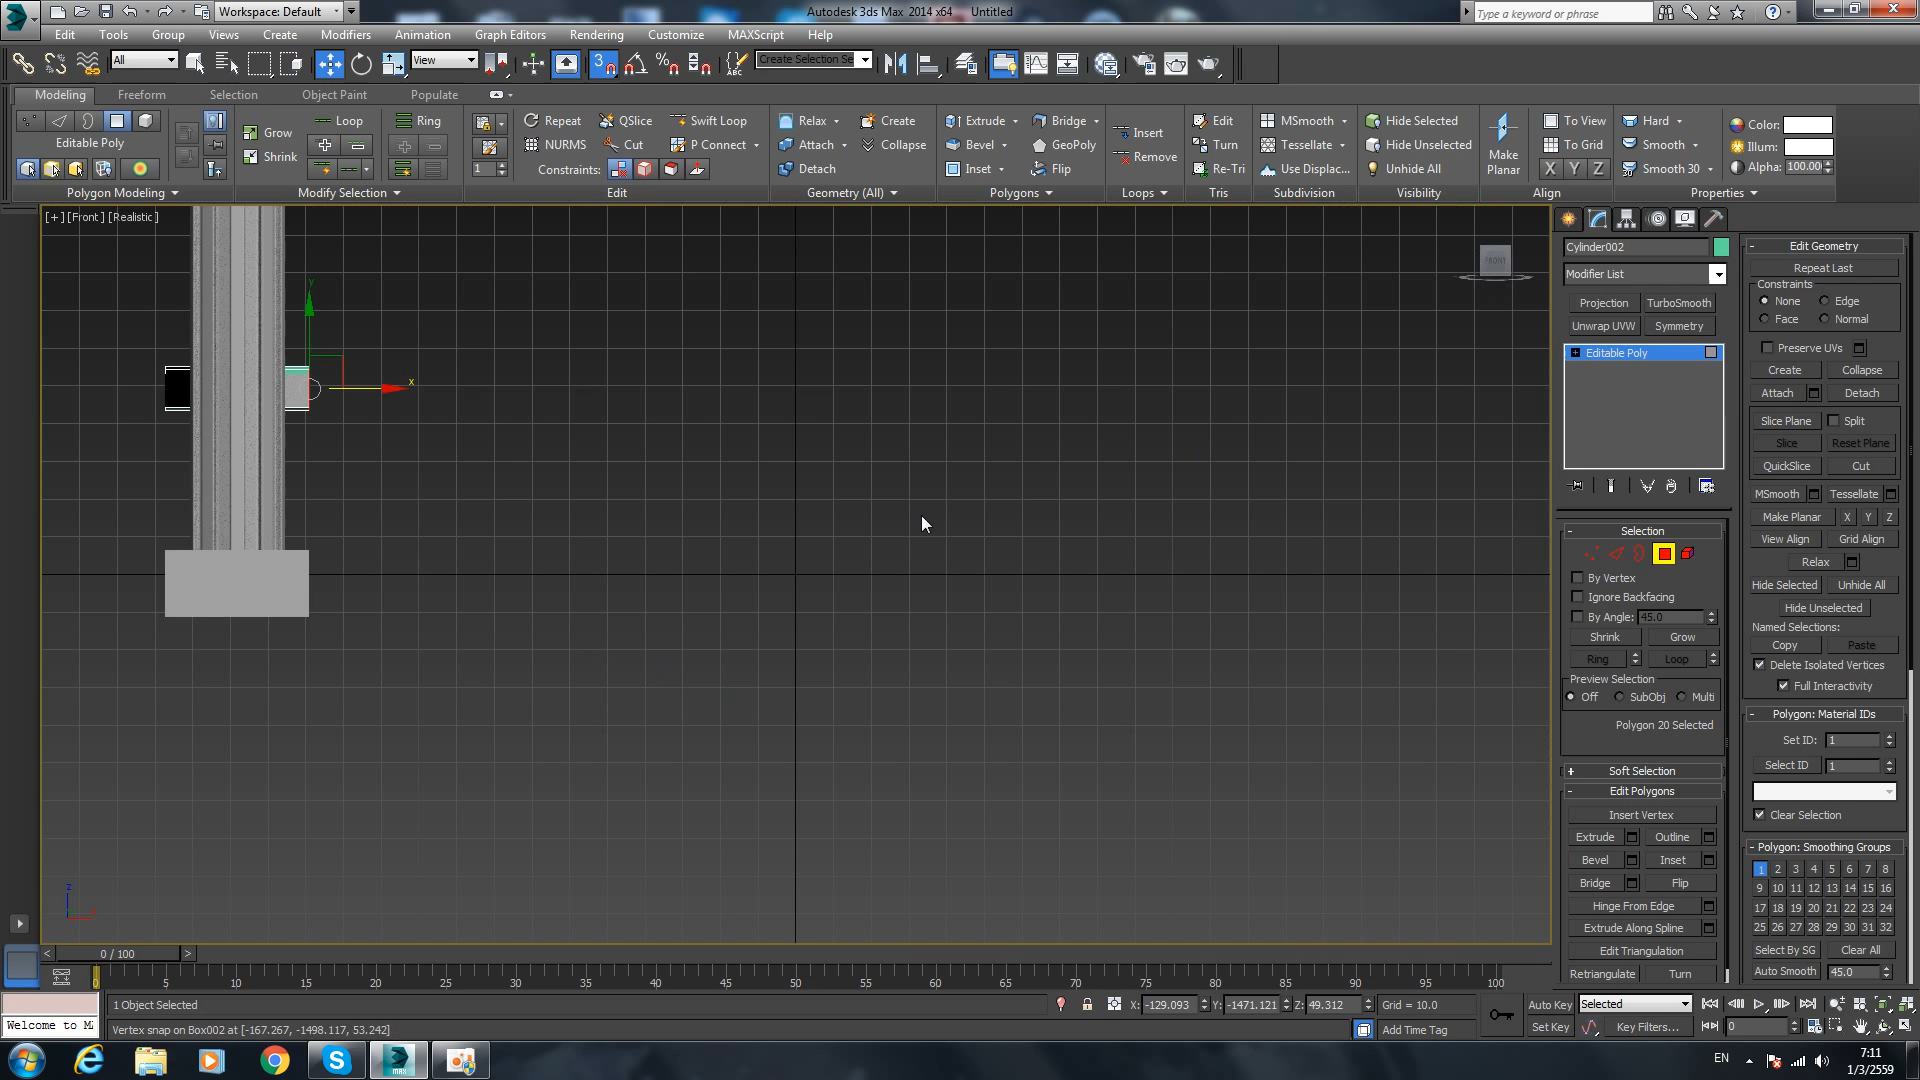 Workspace: Default
Autodesk 3ds Max 2014 x64 Untitled
Type a keyword or phrase
Edit Tools Group Views Create Modifiers Animation Graph Editors Rendering Customize MAXScript Help
All View 3 Create Selection Se
Modeling Freeform Selection Object Paint Populate
Editable Poly
Polygon Modeling
Grow Loop
Shrink
Modify Selection
Ring
1
Repeat QSlice Swift Loop
NURMS Cut P Connect
Constraints:
Edit
Relax Create
Attach Collapse
Detach
Geometry (All)
Extrude Bridge
Bevel GeoPoly
Inset Flip
Polygons
Insert
Remove
Loops
Edit
Turn
Re-Tri
Tris
MSmooth
Tessellate
Use Displac...
Subdivision
Hide Selected
Hide Unselected
Unhide All
Visibility
Make
Planar
To View
To Grid
X Y Z
Align
Hard
Smooth
Smooth 30
Color:
Illum:
Alpha: 100.00
Properties
[+] [Front ] [Realistic ]
FRONT
y
x
z
Cylinder002
Modifier List
Projection TurboSmooth
Unwrap UVW Symmetry
Editable Poly
Selection
By Vertex
Ignore Backfacing
By Angle: 45.0
Shrink Grow
Ring Loop
Preview Selection
Off SubObj Multi
Polygon 20 Selected
Soft Selection
Edit Polygons
Insert Vertex
Extrude Outline
Bevel Inset
Bridge Flip
Hinge From Edge
Extrude Along Spline
Edit Triangulation
Retriangulate Turn
Edit Geometry
Repeat Last
Constraints
None Edge
Face Normal
Preserve UVs
Create Collapse
Attach Detach
Slice Plane Split
Slice Reset Plane
QuickSlice Cut
MSmooth Tessellate
Make Planar X Y Z
View Align Grid Align
Relax
Hide Selected Unhide All
Hide Unselected
Named Selections:
Copy Paste
Delete Isolated Vertices
Full Interactivity
Polygon: Material IDs
Set ID: 1
Select ID 1
Clear Selection
Polygon: Smoothing Groups
1 2 3 4 5 6 7 8
9 10 11 12 13 14 15 16
17 18 19 20 21 22 23 24
25 26 27 28 29 30 31 32
Select By SG Clear All
Auto Smooth 45.0
< 0 / 100 >
0 5 10 15 20 25 30 35 40 45 50 55 60 65 70 75 80 85 90 95 100
1 Object Selected X: -129.093 Y: -1471.121 Z: 49.312 Grid = 10.0 Auto Key Selected
Welcome to M Vertex snap on Box002 at [-167.267, -1498.117, 53.242] Add Time Tag Set Key Key Filters... 0
MAX
EN 7:11
1/3/2559